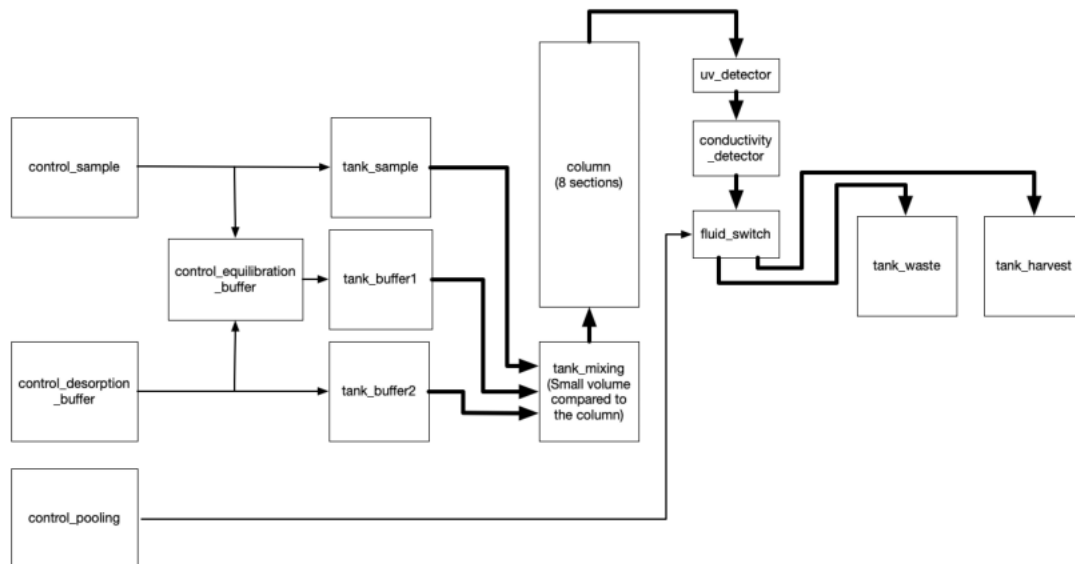 uv_detector
control_sample
tank_sample
column
(8 sections)
conductivity
_detector
fluid_switch
tank_waste
tank_harvest
control_equilibration
_buffer
tank_buffer1
control_desorption
_buffer
tank_buffer2
tank_mixing
(Small volume
compared to
the column)
control_pooling